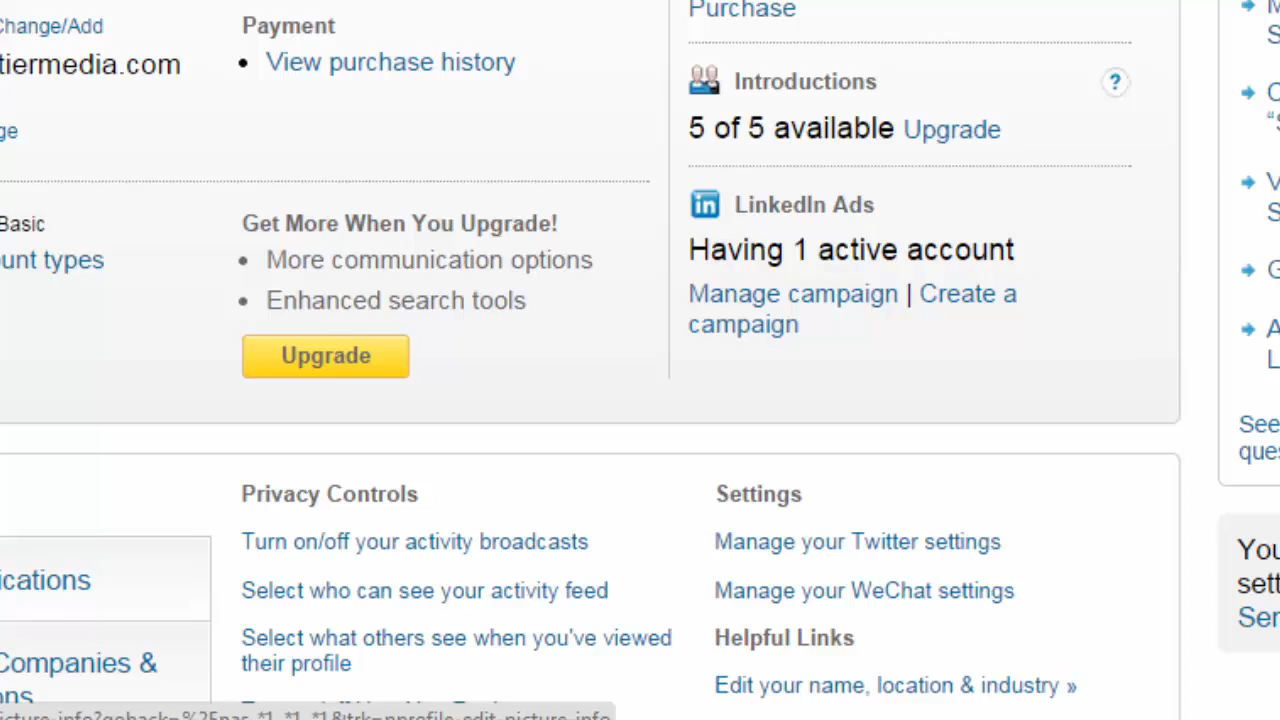 Change/Add
tiermedia.com
ge
Basic
unt types
Payment
View purchase history
Get More When You Upgrade!
More communication options
Enhanced search tools
Upgrade
Purchase
Introductions
?
5 of 5 available Upgrade
in LinkedIn Ads
Having 1 active account
Manage campaign | Create a
campaign
See
ques
You
sett
Ser
ications
Companies &
ons
Privacy Controls
Turn on/off your activity broadcasts
Select who can see your activity feed
Select what others see when you've viewed
their profile
Settings
Manage your Twitter settings
Manage your WeChat settings
Helpful Links
Edit your name, location & industry »